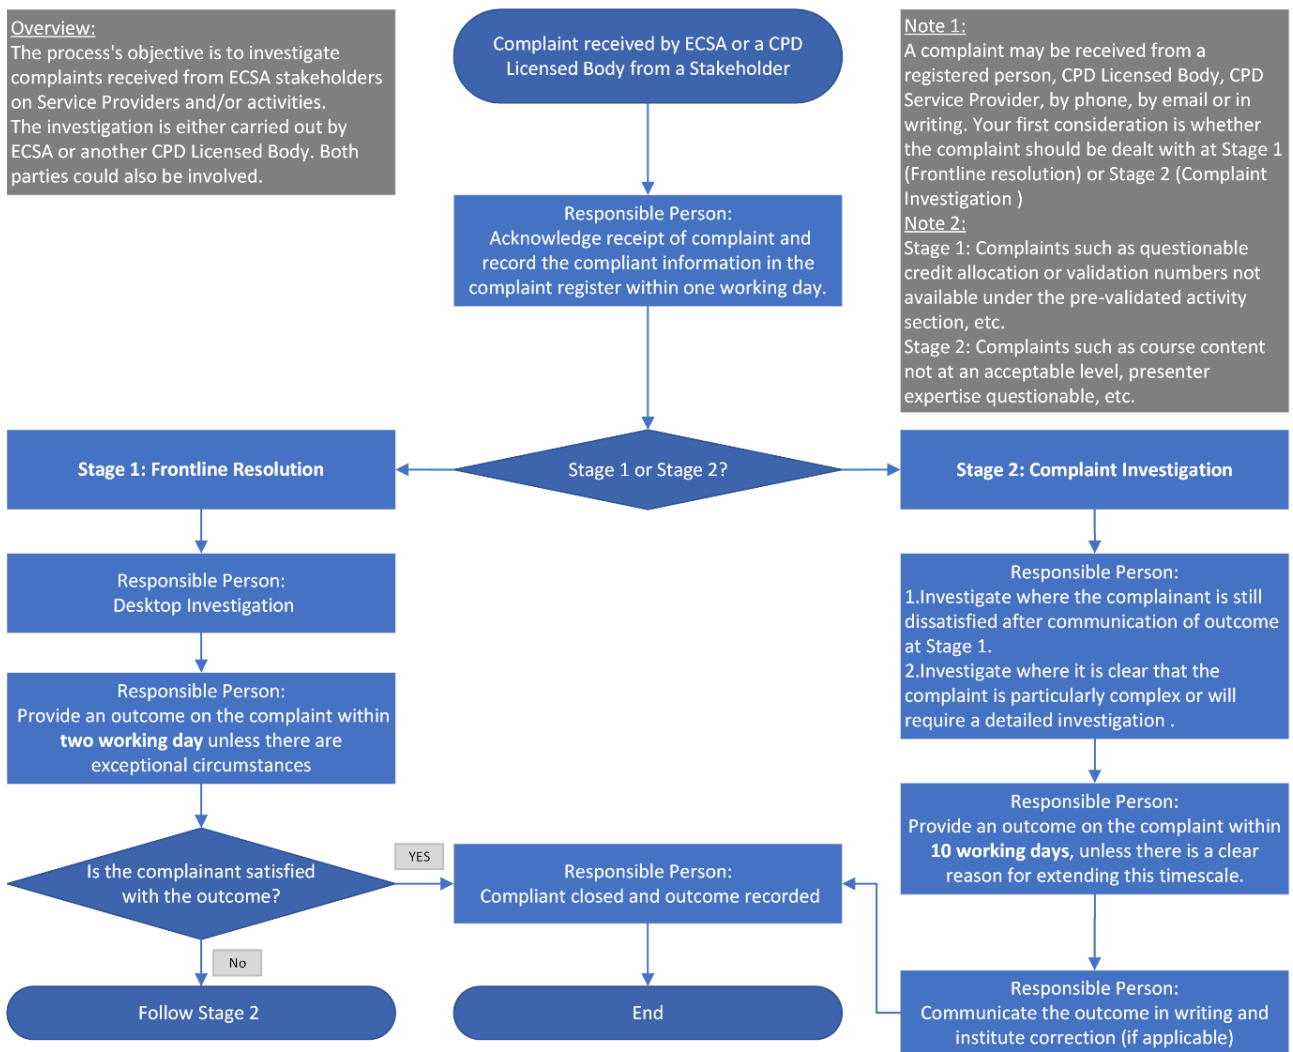 Overview:
The process's objective is to investigate
complaints received from ECSA stakeholders
on Service Providers and/or activities.
The investigation is either carried out by
ECSA or another CPD Licensed Body. Both
parties could also be involved.
Complaint received by ECSA or a CPD
Licensed Body from a Stakeholder
Note 1:
A complaint may be received from a
registered person, CPD Licensed Body, CPD
Service Provider, by phone, by email or in
writing. Your first consideration is whether
the complaint should be dealt with at Stage 1
(Frontline resolution) or Stage 2 (Complaint
Investigation )
Note 2:
Stage 1: Complaints such as questionable
credit allocation or validation numbers not
available under the pre-validated activity
section, etc.
Stage 2: Complaints such as course content
not at an acceptable level, presenter
expertise questionable, etc.
Responsible Person:
Acknowledge receipt of complaint and
record the compliant information in the
complaint register within one working day.
Stage 1 or Stage 2?
Stage 1: Frontline Resolution
Responsible Person:
Desktop Investigation
Responsible Person:
Provide an outcome on the complaint within
two working day unless there are
exceptional circumstances
Is the complainant satisfied
with the outcome?
YES
No
Follow Stage 2
Responsible Person:
Compliant closed and outcome recorded
End
Stage 2: Complaint Investigation
Responsible Person:
1.Investigate where the complainant is still
dissatisfied after communication of outcome
at Stage 1.
2.Investigate where it is clear that the
complaint is particularly complex or will
require a detailed investigation .
Responsible Person:
Provide an outcome on the complaint within
10 working days, unless there is a clear
reason for extending this timescale.
Responsible Person:
Communicate the outcome in writing and
institute correction (if applicable)